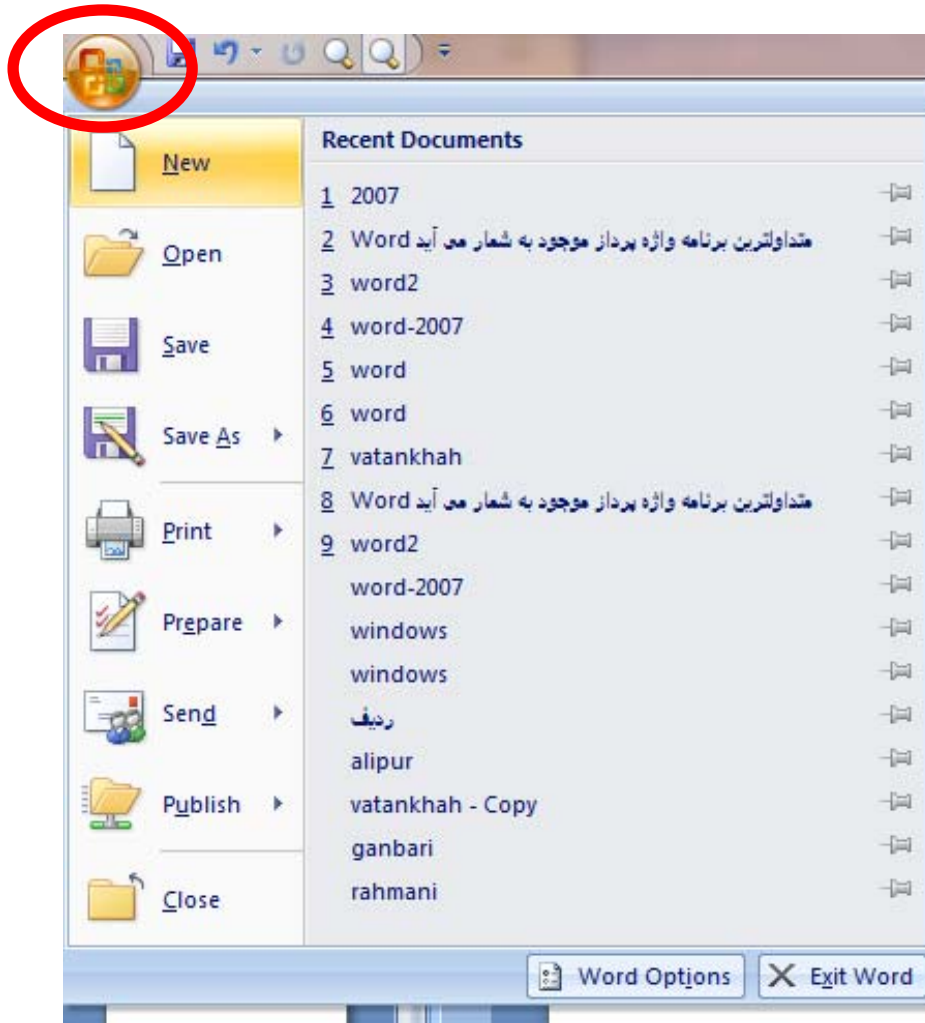 New
Open
Save
Save As
Print
Prepare
Send
Publish
Close
Recent Documents
1 2007
2 متداولترین برنامه واژه پرداز موجود به شمار می آید Word
3 word2
4 word-2007
5 word
6 word
7 vatankhah
8 متداولترین برنامه واژه پرداز موجود به شمار می آید Word
9 word2
word-2007
windows
windows
ردیف
alipur
vatankhah - Copy
ganbari
rahmani
Word Options
Exit Word